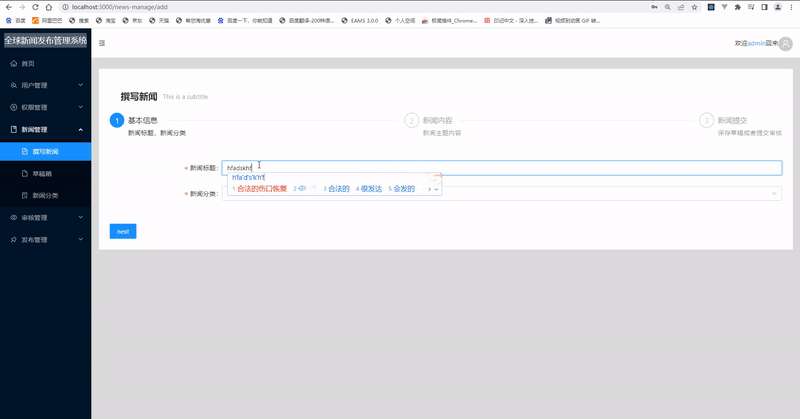 localhost:3000/news-manage/add
百度 阿里巴巴 搜索 淘宝 京东 天猫 帮您淘优惠 百度一下，你就知道 百度翻译-200种语... EAMS 3.0.0 个人空间 极简插件_Chrome... 印记中文 - 深入挖... 视频到动画 GIF 转...
全球新闻发布管理系统
欢迎admin回来
首页
用户管理
权限管理
新闻管理
撰写新闻
草稿箱
新闻分类
审核管理
发布管理
撰写新闻 This is a subtitle
1 基本信息 2 新闻内容 3 新闻提交
新闻标题，新闻分类 新闻主题内容 保存草稿或者提交审核
* 新闻标题: hfadskhf
h'fa'd's'k'h'f
1 合法的伤口恢复 2 3 合法的 4 很发达 5 会发的
* 新闻分类:
next